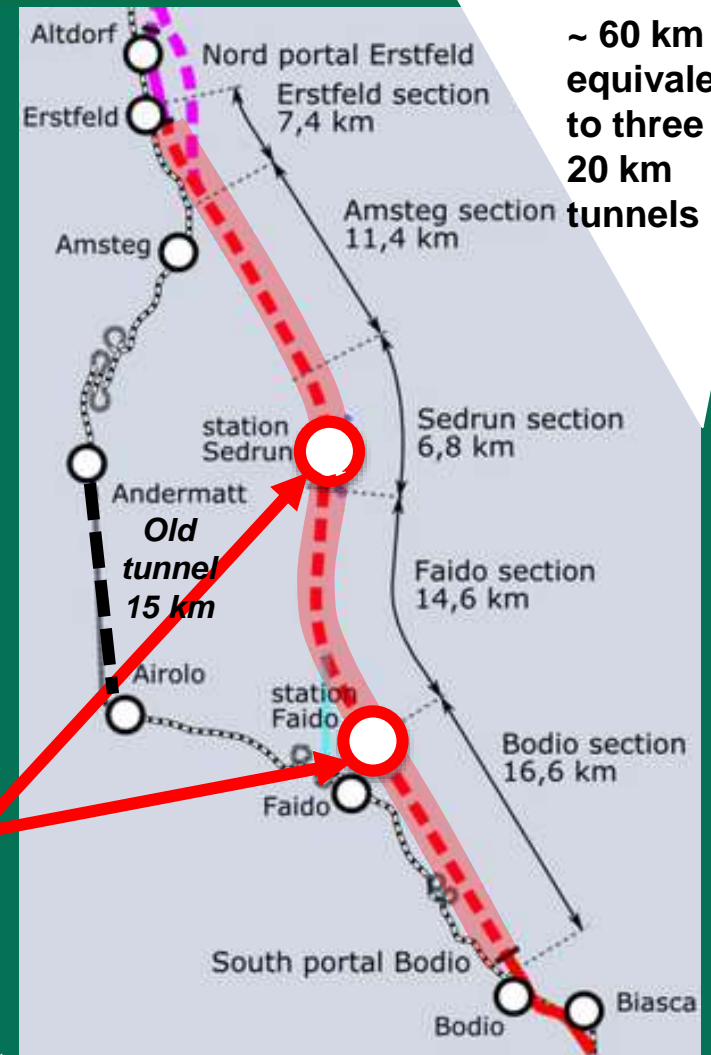 ~ 60 km
to three
20 km
tunnels
Altdorf
Nord portal Erstfeld
Erstfeld section
7,4 km
Erstfeld
Amsteg section
11,4 km
Amsteg
station
Sedrun
Sedrun section
6,8 km
Andermatt
Old
tunnel
15 km
Faido section
14,6 km
Airolo
station
Faido
Bodio section
16,6 km
Faido
South portal Bodio
Bodio
Biasca